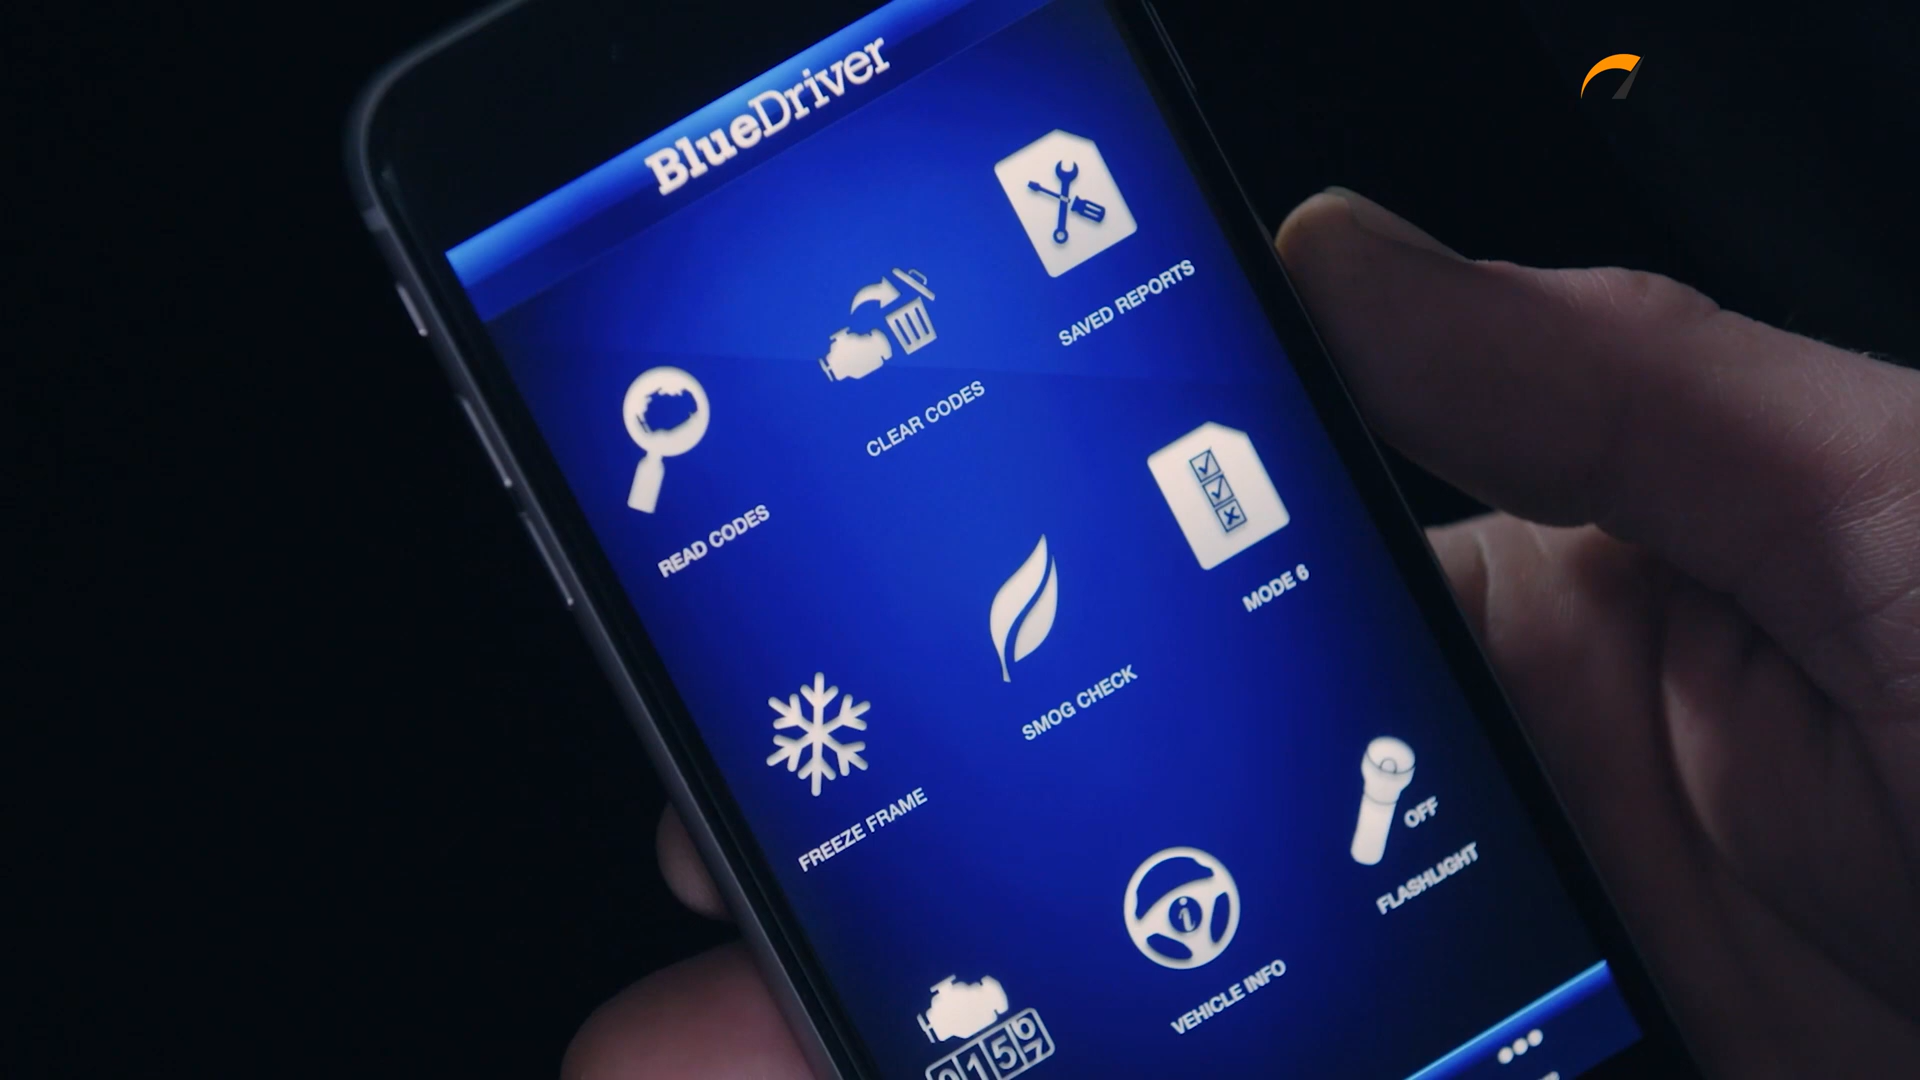 BlueDriver
READ CODES
CLEAR CODES
SAVED REPORTS
FREEZE FRAME
SMOG CHECK
MODE 6
VEHICLE INFO
OFF
FLASHLIGHT